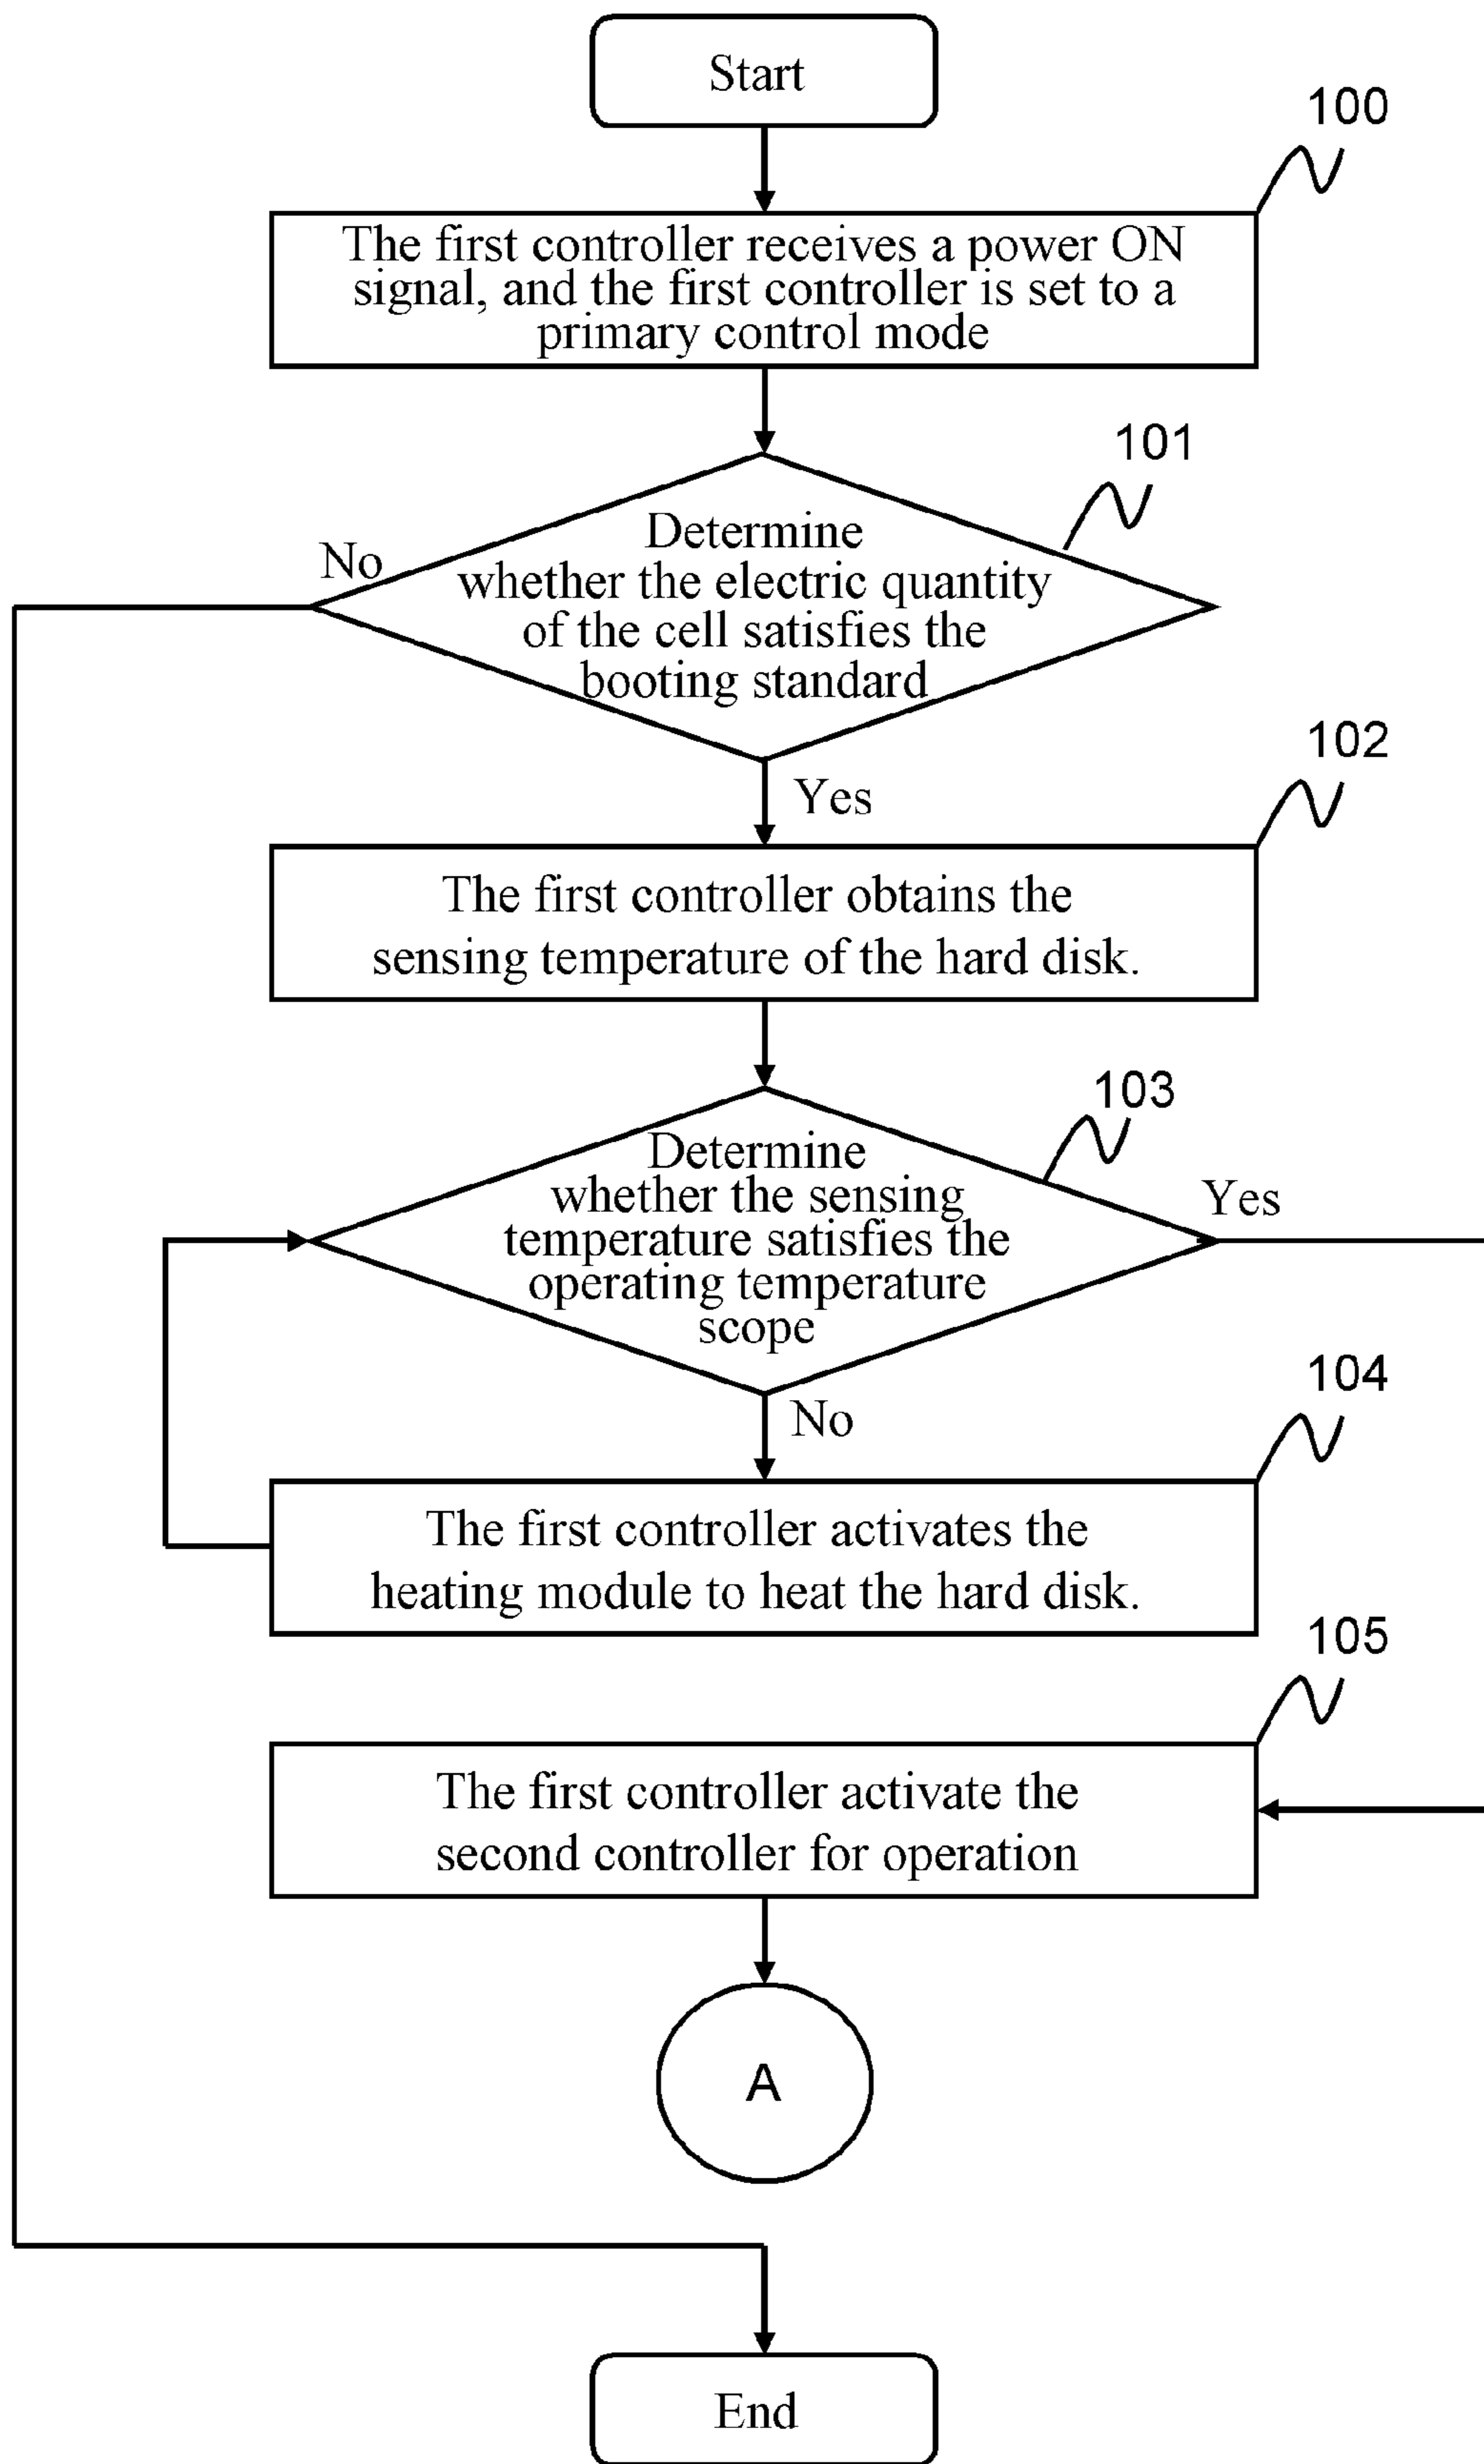 Start
100
The first controller receives a power ON
signal, and the first controller is set to a
primary control mode
101
No
Determine
whether the electric quantity
of the cell satisfies the
booting standard
Yes
102
The first controller obtains the
sensing temperature of the hard disk.
103
Determine
whether the sensing
temperature satisfies the
operating temperature
scope
Yes
No
104
The first controller activates the
heating module to heat the hard disk.
105
The first controller activate the
second controller for operation
A
End